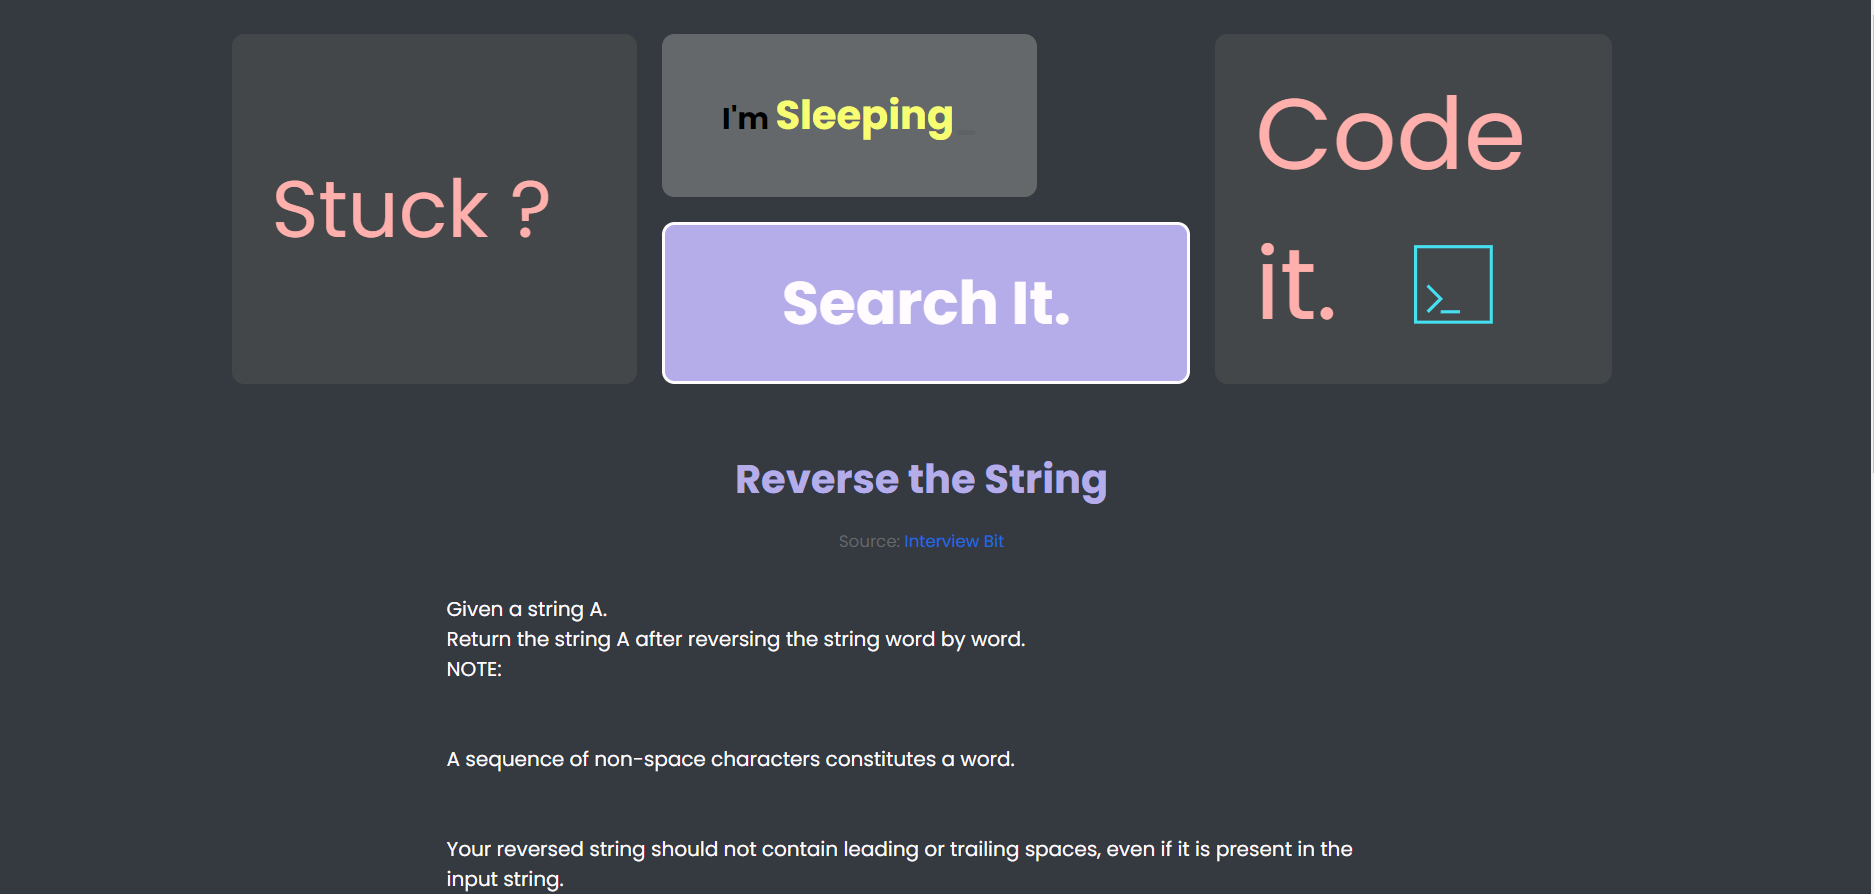 Stuck ?
I'm Sleeping_
Search It.
Code
it.
>_
Reverse the String
Source: Interview Bit
Given a string A.
Return the string A after reversing the string word by word.
NOTE:
A sequence of non-space characters constitutes a word.
Your reversed string should not contain leading or trailing spaces, even if it is present in the
input string.